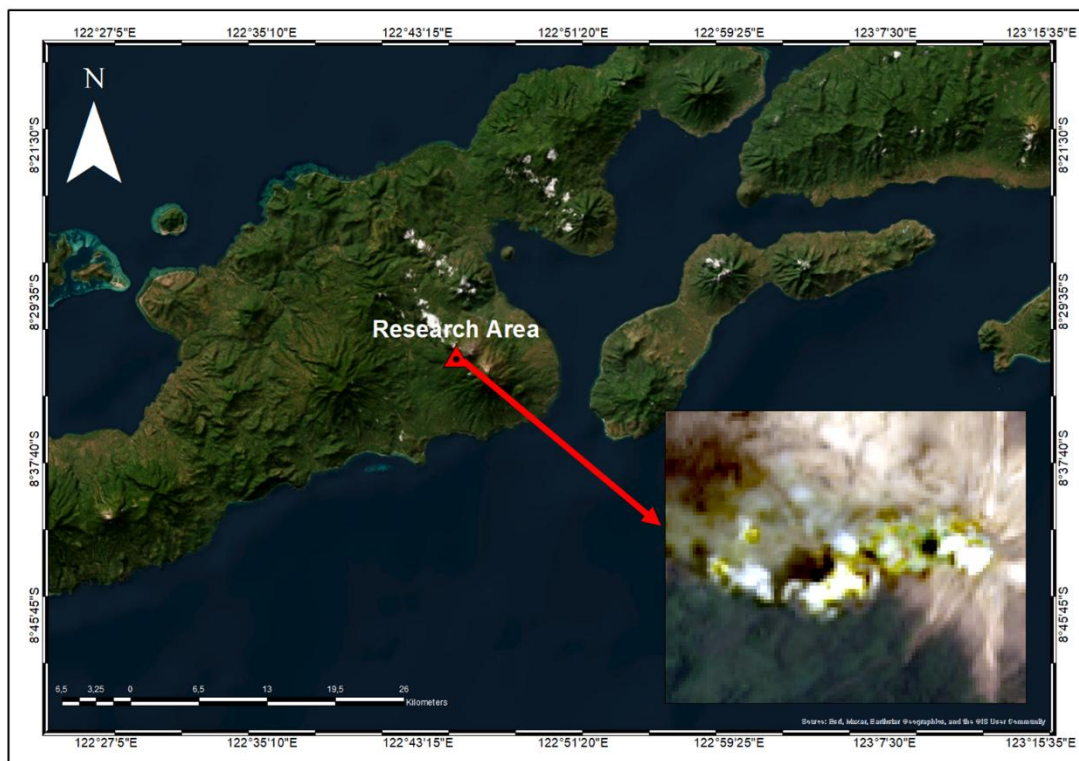 122°27'5"E 122°35'10"E 122°43'15"E 122°51'20"E 122°59'25"E 123°7'30"E 123°15'35"E
N
8°21'30"S 8°21'30"S
8°29'35"S 8°29'35"S
Research Area
8°37'40"S 8°37'40"S
8°45'45"S 8°45'45"S
6,5 3,25 0 6,5 13 19,5 26
Kilometers
Source: Esri, Maxar, Earthstar Geographics, and the GIS User Community
122°27'5"E 122°35'10"E 122°43'15"E 122°51'20"E 122°59'25"E 123°7'30"E 123°15'35"E